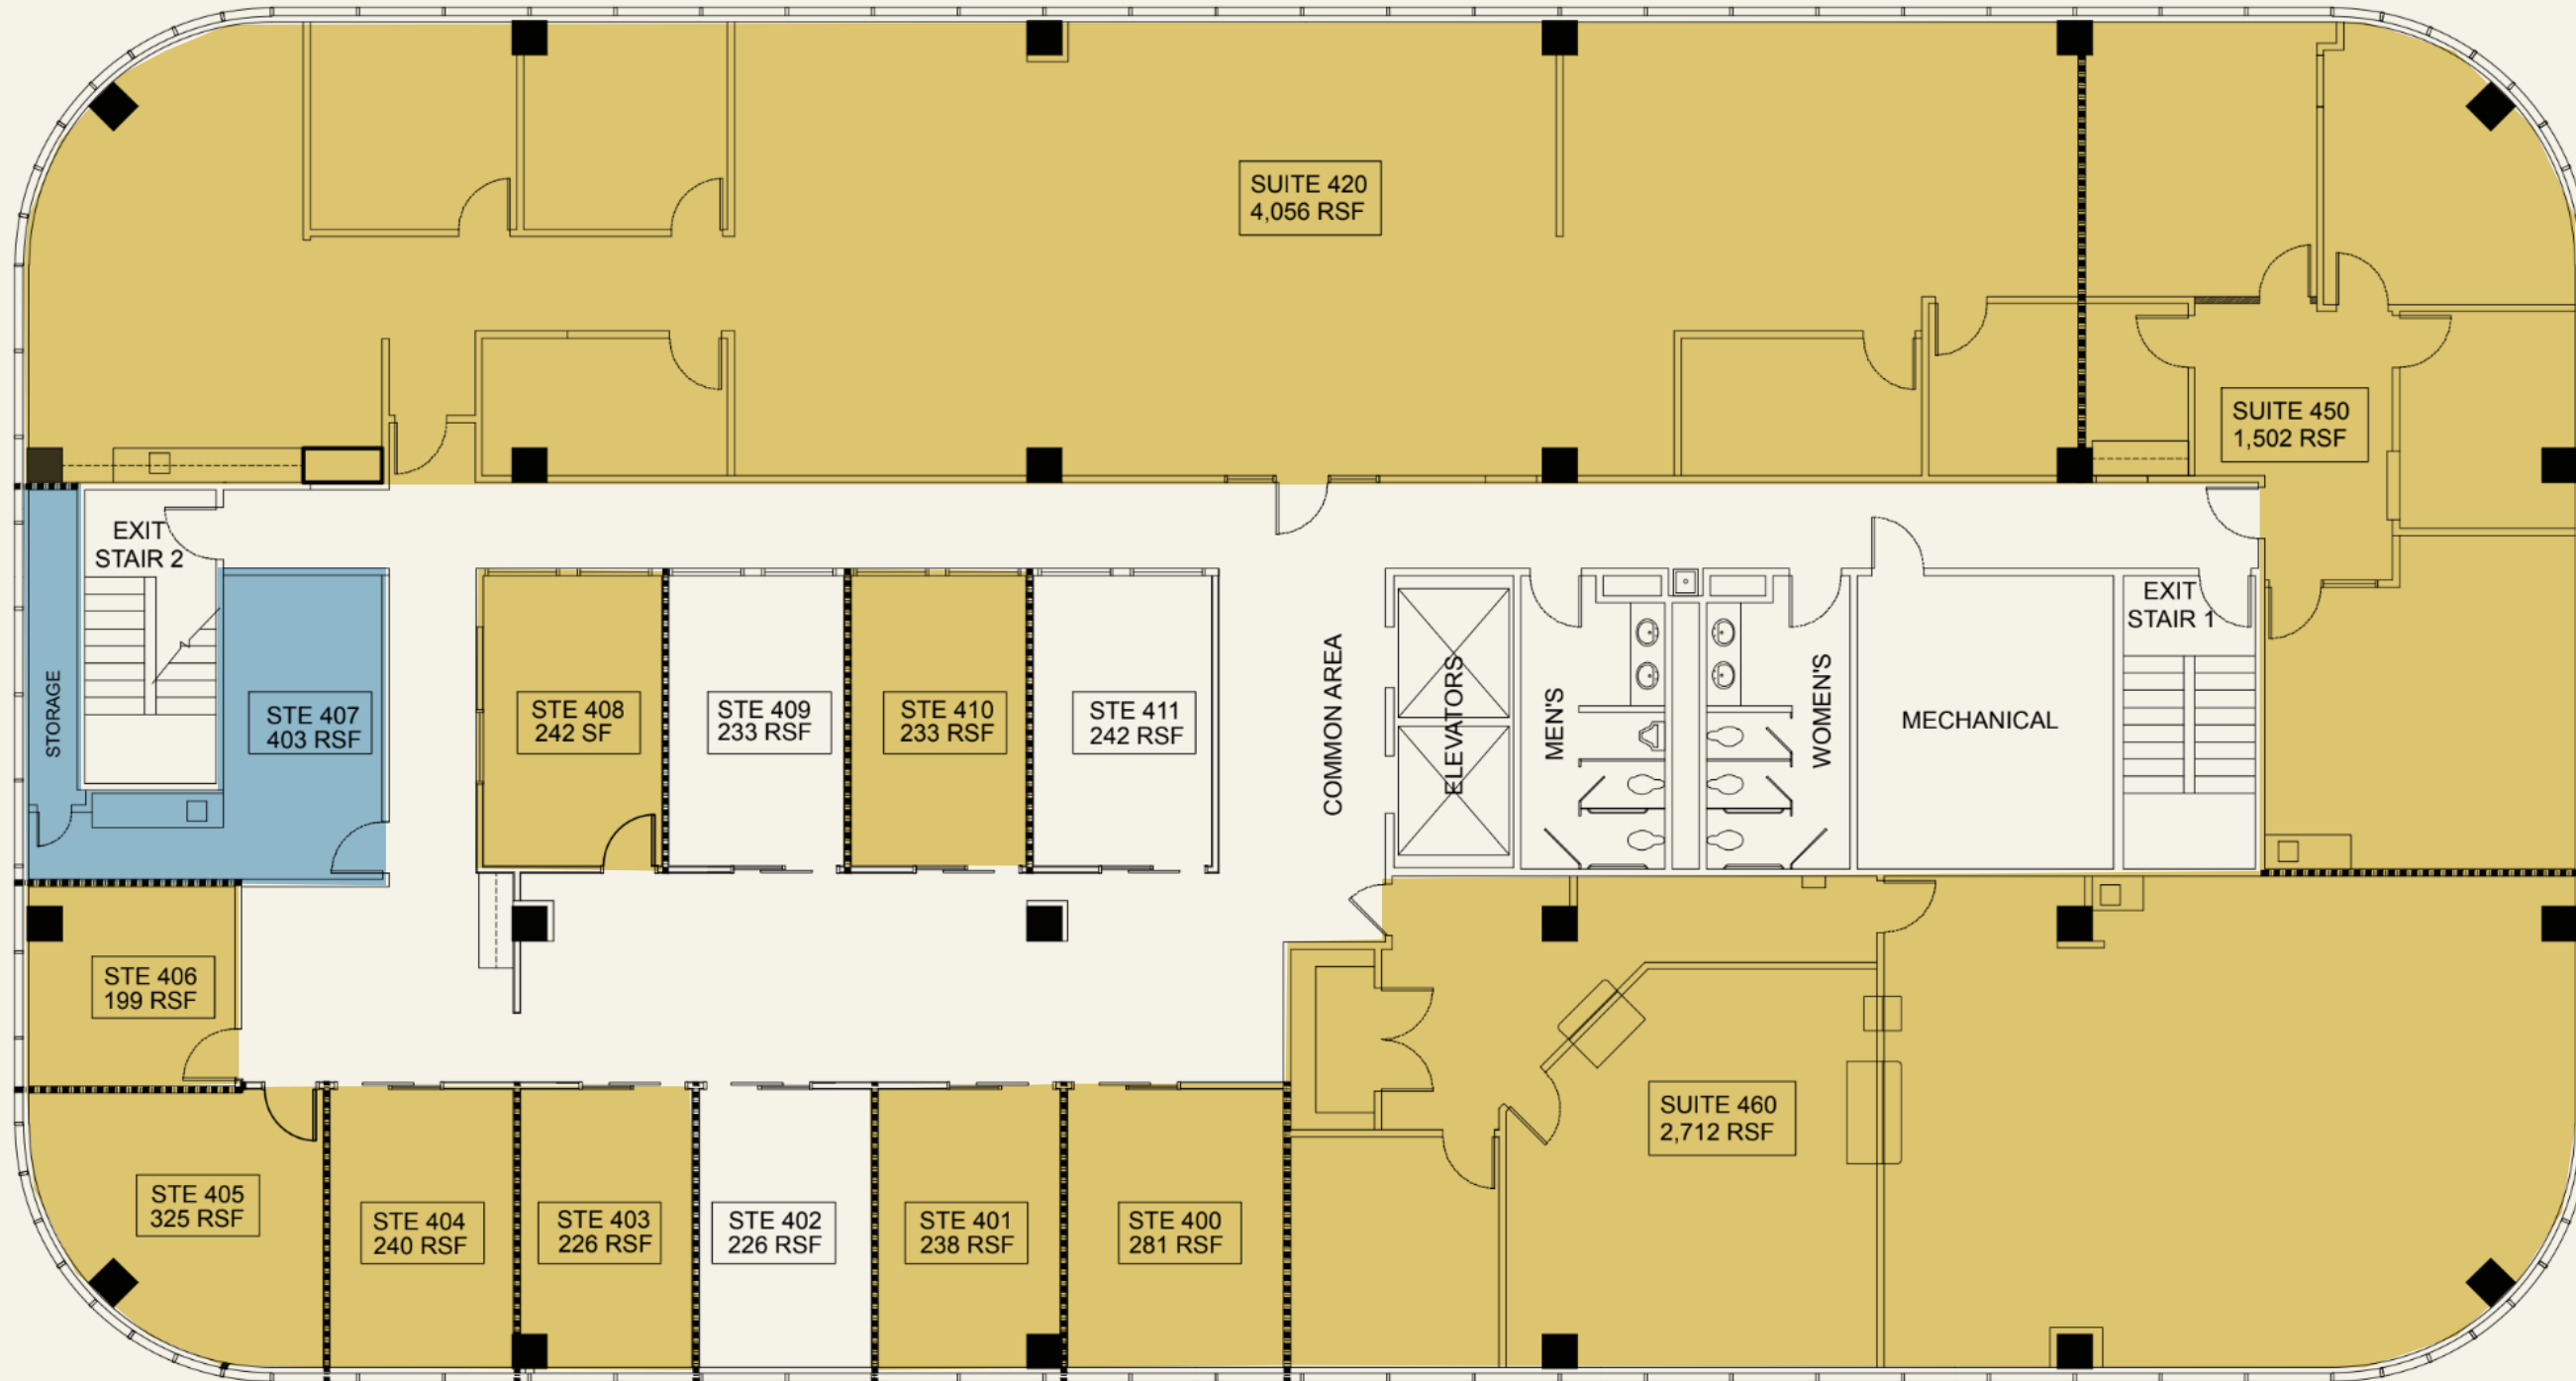 SUITE 420
4,056 RSF
SUITE 450
1,502 RSF
EXIT
STAIR 2
EXIT
STAIR 1
STORAGE
STE 407
403 RSF
STE 408
242 SF
STE 409
233 RSF
STE 410
233 RSF
STE 411
242 RSF
COMMON AREA
ELEVATORS
MEN'S
WOMEN'S
MECHANICAL
STE 406
199 RSF
SUITE 460
2,712 RSF
STE 405
325 RSF
STE 404
240 RSF
STE 403
226 RSF
STE 402
226 RSF
STE 401
238 RSF
STE 400
281 RSF